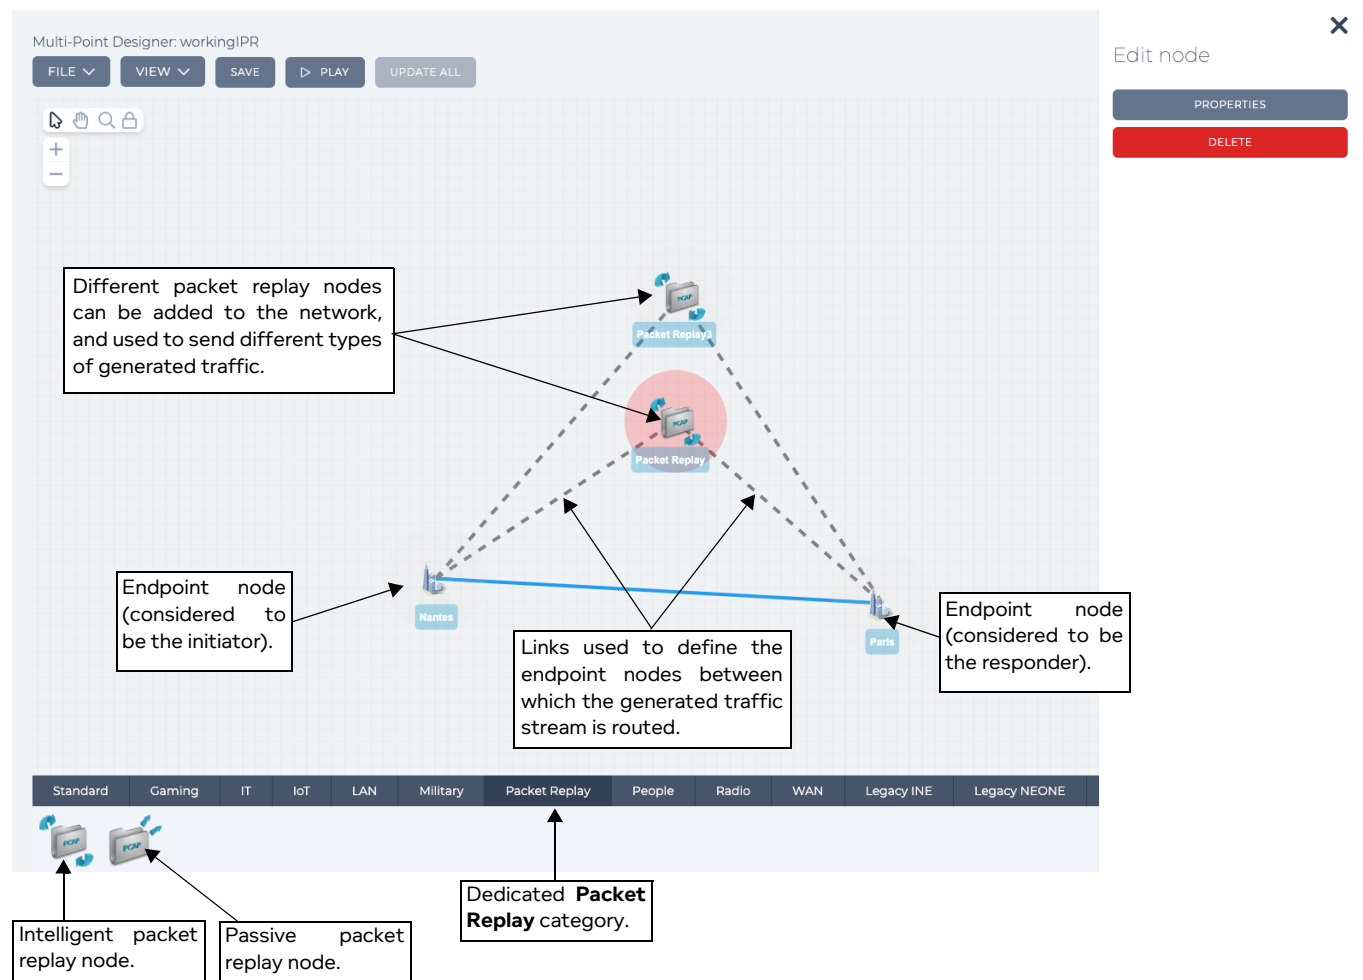 Multi-Point Designer: workingIPR
FILE
VIEW
SAVE
PLAY
UPDATE ALL
Edit node
PROPERTIES
DELETE
Different packet replay nodes
can be added to the network,
and used to send different types
of generated traffic.
PCAP
Packet Replay3
PCAP
Packet Replay
Endpoint node
(considered to
be the initiator).
Nantes
Links used to define the
endpoint nodes between
which the generated traffic
stream is routed.
Paris
Endpoint node
(considered to be
the responder).
Standard Gaming IT IoT LAN Military Packet Replay People Radio WAN Legacy INE Legacy NEONE
PCAP
PCAP
Dedicated Packet
Replay category.
Intelligent packet
replay node.
Passive packet
replay node.